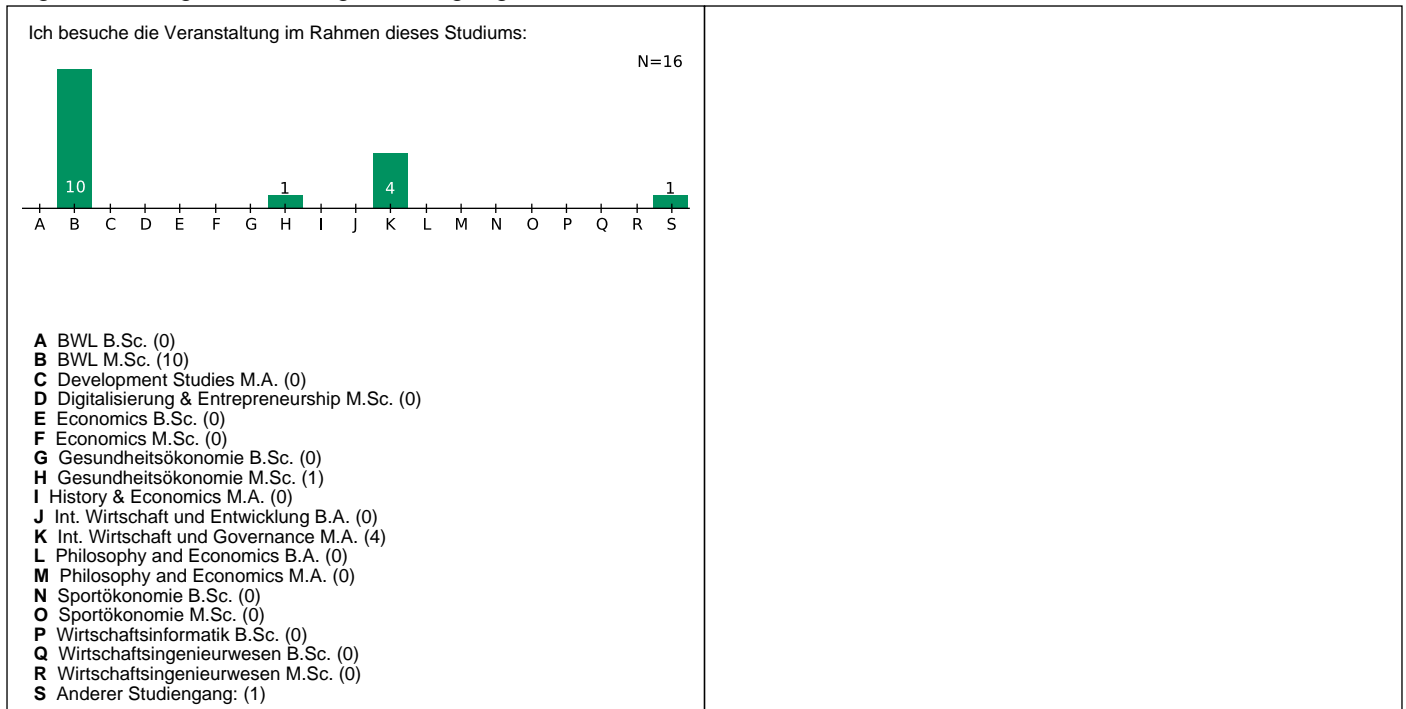 Ich besuche die Veranstaltung im Rahmen dieses Studiums:
N=16
10 1 4 1
A B C D E F G H I J K L M N O P Q R S
A BWL B.Sc. (0)
B BWL M.Sc. (10)
C Development Studies M.A. (0)
D Digitalisierung & Entrepreneurship M.Sc. (0)
E Economics B.Sc. (0)
F Economics M.Sc. (0)
G Gesundheitsökonomie B.Sc. (0)
H Gesundheitsökonomie M.Sc. (1)
I History & Economics M.A. (0)
J Int. Wirtschaft und Entwicklung B.A. (0)
K Int. Wirtschaft und Governance M.A. (4)
L Philosophy and Economics B.A. (0)
M Philosophy and Economics M.A. (0)
N Sportökonomie B.Sc. (0)
O Sportökonomie M.Sc. (0)
P Wirtschaftsinformatik B.Sc. (0)
Q Wirtschaftsingenieurwesen B.Sc. (0)
R Wirtschaftsingenieurwesen M.Sc. (0)
S Anderer Studiengang: (1)